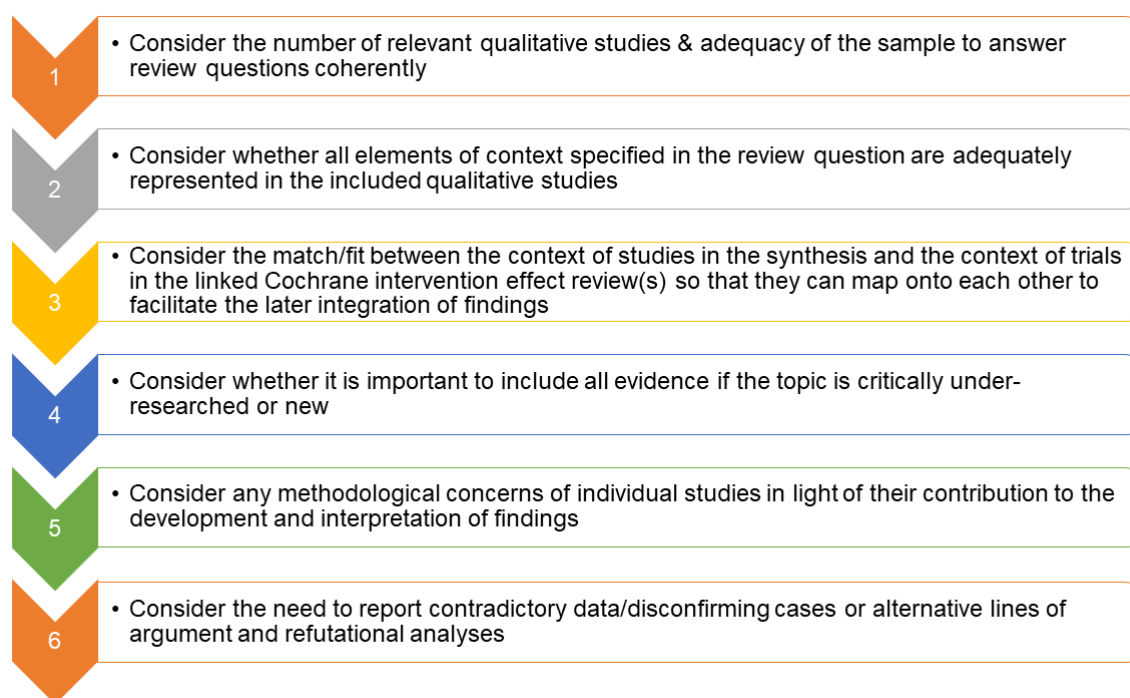 • Consider the number of relevant qualitative studies & adequacy of the sample to answer
review questions coherently
1
• Consider whether all elements of context specified in the review question are adequately
represented in the included qualitative studies
2
• Consider the match/fit between the context of studies in the synthesis and the context of trials
in the linked Cochrane intervention effect review(s) so that they can map onto each other to
facilitate the later integration of findings
3
• Consider whether it is important to include all evidence if the topic is critically under-
researched or new
4
• Consider any methodological concerns of individual studies in light of their contribution to the
development and interpretation of findings
5
• Consider the need to report contradictory data/disconfirming cases or alternative lines of
argument and refutational analyses
6